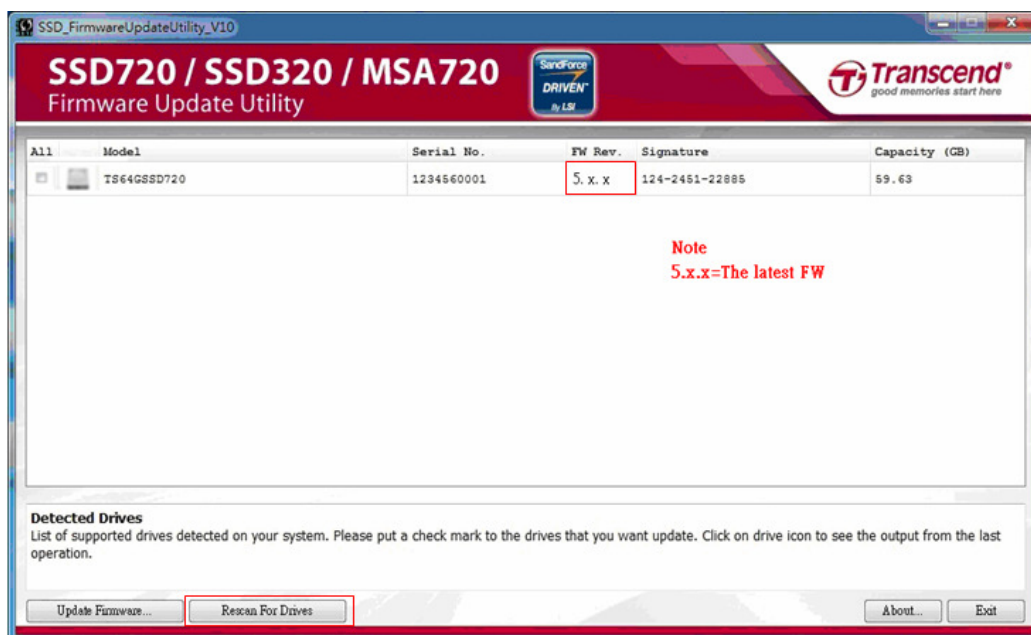 SSD_FirmwareUpdateUtility_V10
SSD720 / SSD320 / MSA720
Firmware Update Utility
SandForce
DRIVEN™
By LSI
Transcend®
good memories start here
All Model Serial No. FW Rev. Signature Capacity (GB)
TS64GSSD720 1234560001 5. x. x 124-2451-22885 59.63
Note
5.x.x=The latest FW
Detected Drives
List of supported drives detected on your system. Please put a check mark to the drives that you want update. Click on drive icon to see the output from the last
operation.
Update Firmware... Rescan For Drives About... Exit